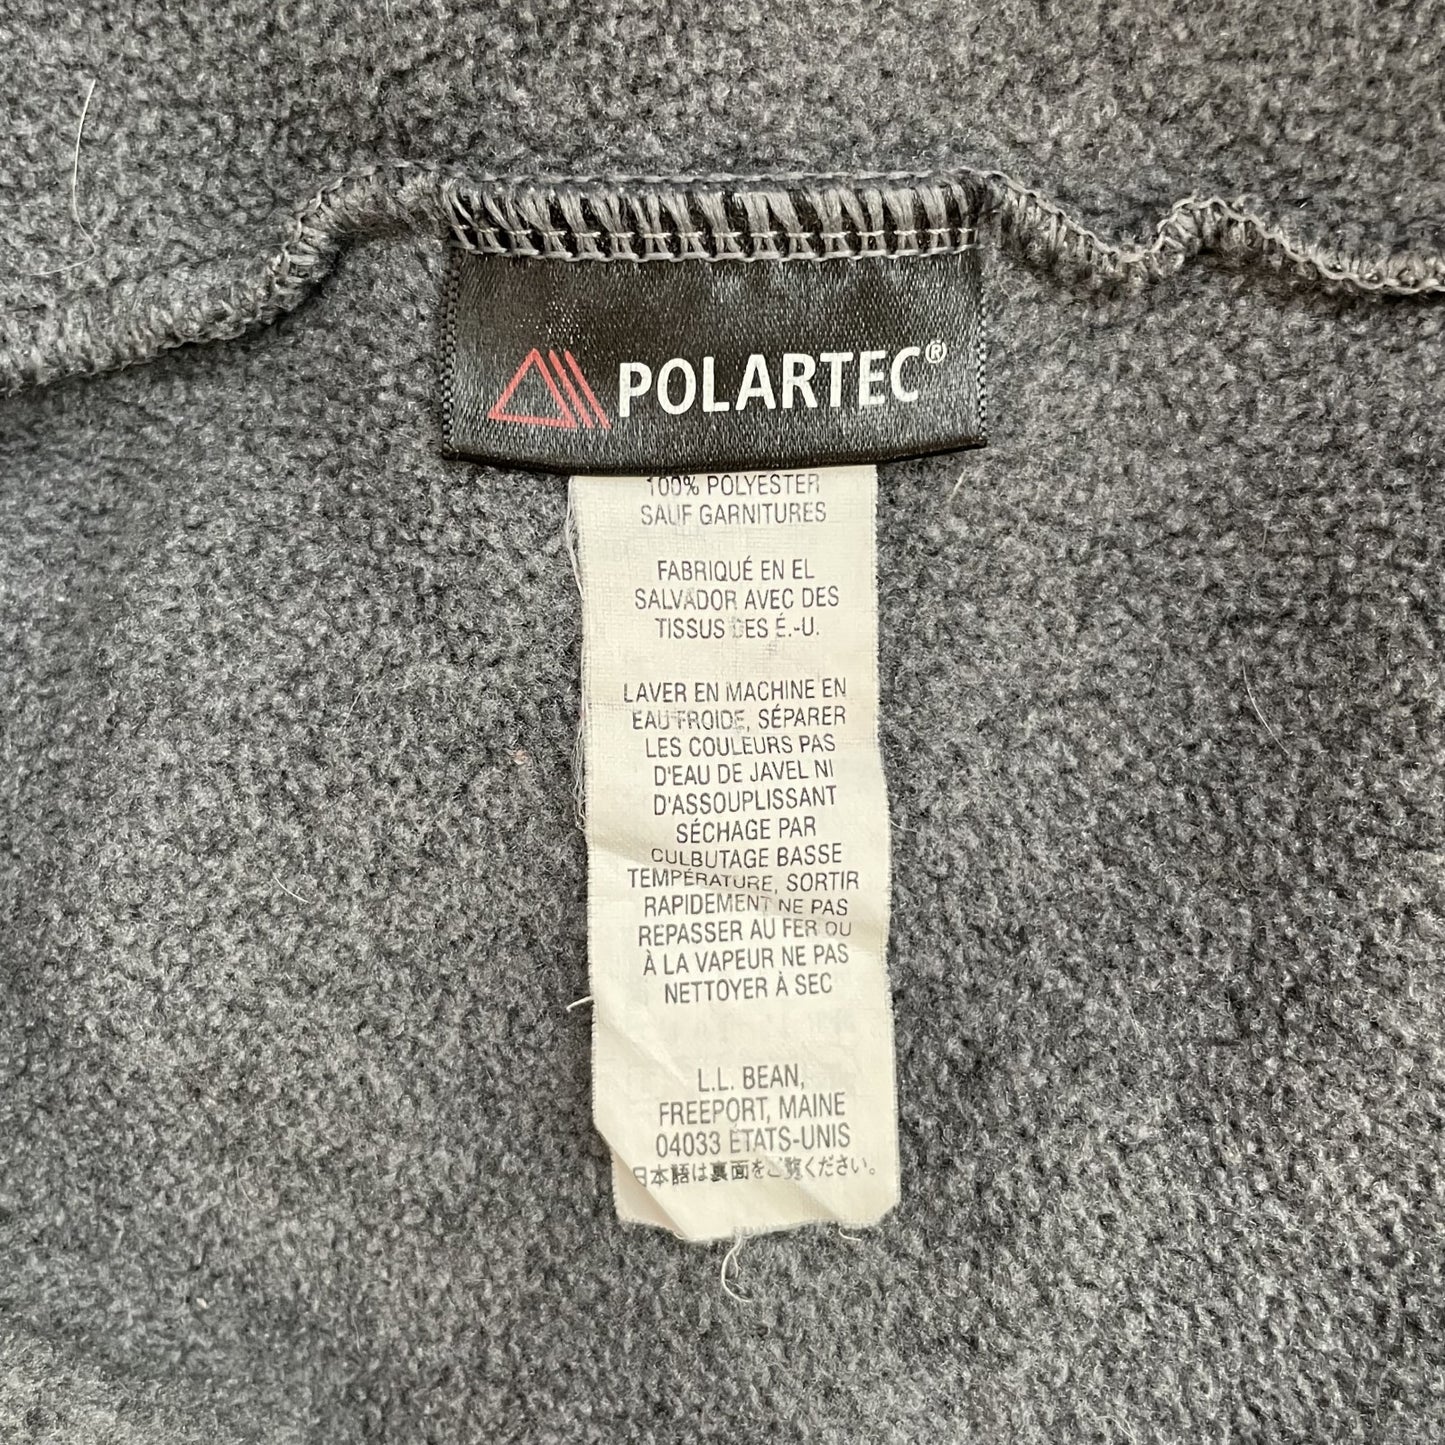 POLARTEC®
100% POLYESTER
SAUF GARNITURES
FABRIQUÉ EN EL
SALVADOR AVEC DES
TISSUS DES É.-U.
LAVER EN MACHINE EN
EAU FROIDE, SÉPARER
LES COULEURS PAS
D'EAU DE JAVEL NI
D'ASSOUPLISSANT
SÉCHAGE PAR
CULBUTAGE BASSE
TEMPÉRATURE, SORTIR
RAPIDEMENT NE PAS
REPASSER AU FER OU
À LA VAPEUR NE PAS
NETTOYER À SEC
L.L. BEAN,
FREEPORT, MAINE
04033 ÉTATS-UNIS
日本語は裏面をご覧ください。